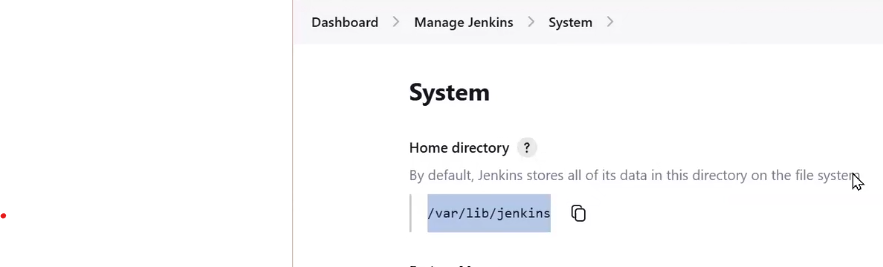 Dashboard > Manage Jenkins > System >
System
Home directory ?
By default, Jenkins stores all of its data in this directory on the file system.
/var/lib/jenkins